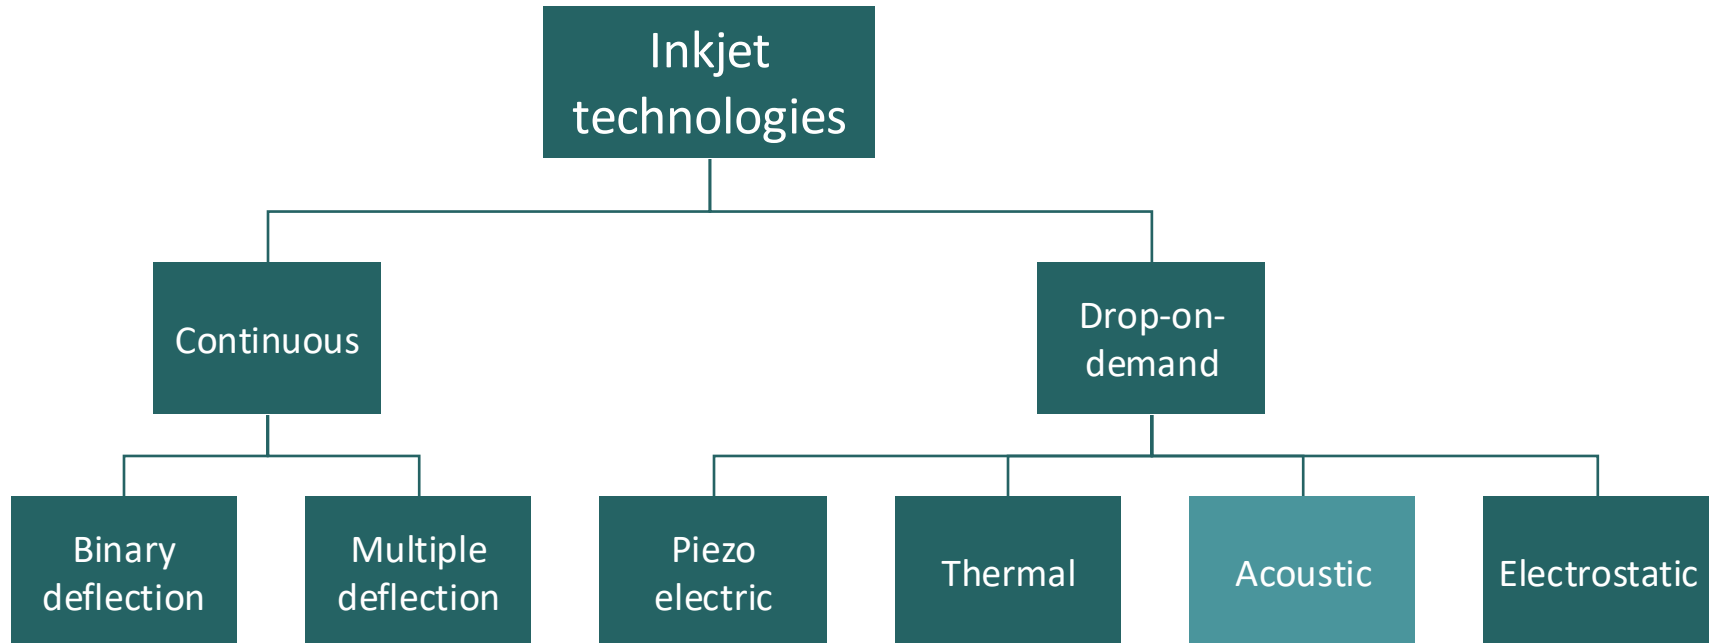 Inkjet
technologies
Continuous
Drop-on-
demand
Binary
deflection
Multiple
deflection
Piezo
electric
Thermal
Acoustic
Electrostatic